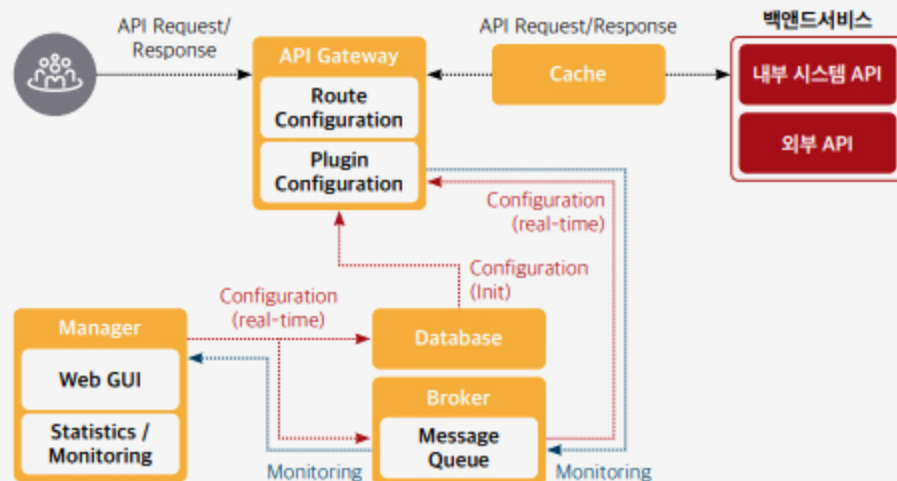 API Request/
Response
API Gateway
Route
Configuration
Plugin
Configuration
API Request/Response
Cache
백앤드서비스
내부 시스템 API
외부 API
Configuration
(real-time)
Configuration
(Init)
Configuration
(real-time)
Manager
Web GUI
Statistics /
Monitoring
Database
Broker
Message
Queue
Monitoring
Monitoring